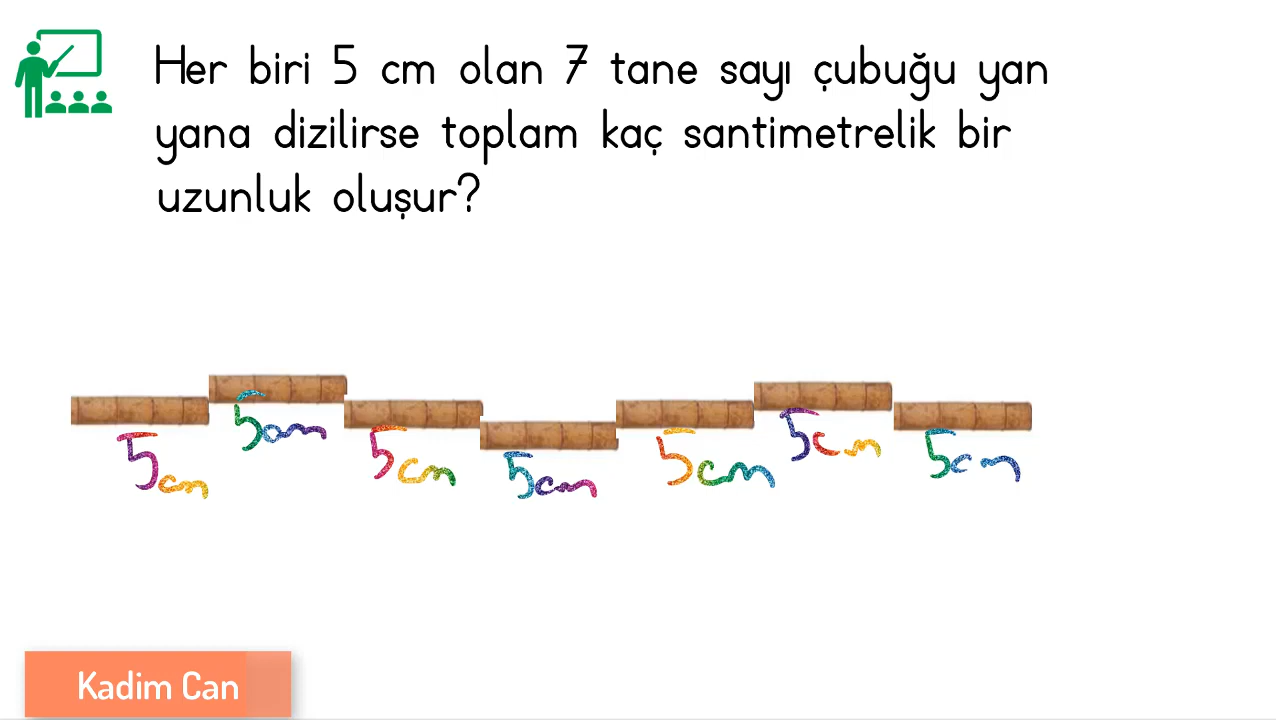 Her biri 5 cm olan 7 tane sayı çubuğu yan
yana dizilirse toplam kaç santimetrelik bir
uzunluk oluşur?
5cm 5cm 5cm 5cm 5cm 5cm 5cm
Kadim Can